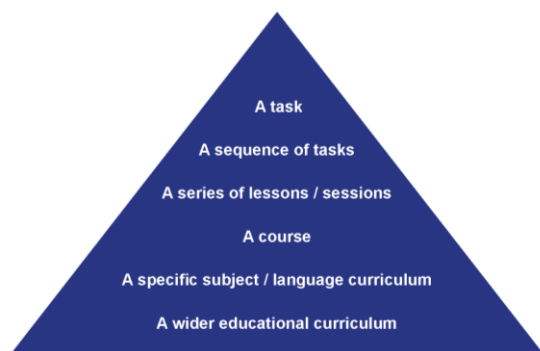 A task
A sequence of tasks
A series of lessons / sessions
A course
A specific subject / language curriculum
A wider educational curriculum